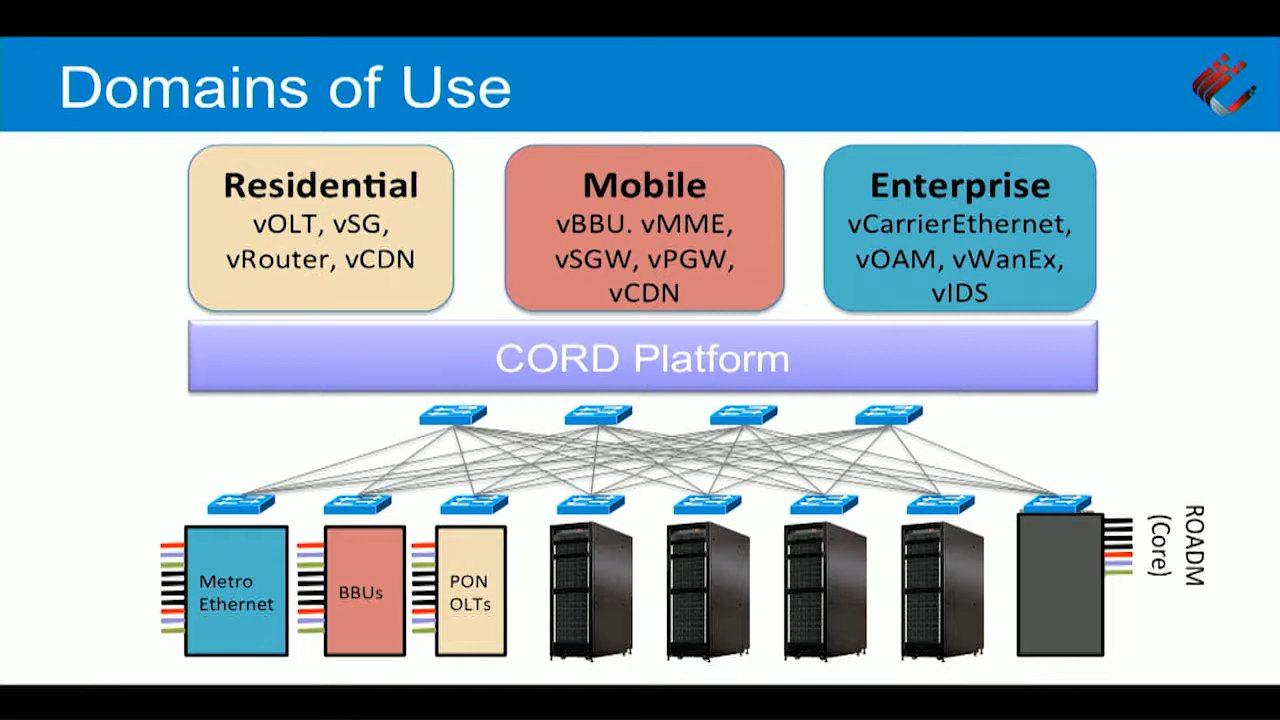 Domains of Use
Residential
vOLT, vSG,
vRouter, vCDN
Mobile
vBBU. vMME,
vSGW, vPGW,
vCDN
Enterprise
vCarrierEthernet,
vOAM, vWanEx,
vIDS
CORD Platform
Metro
Ethernet
BBUs
PON
OLTs
ROADM
(Core)